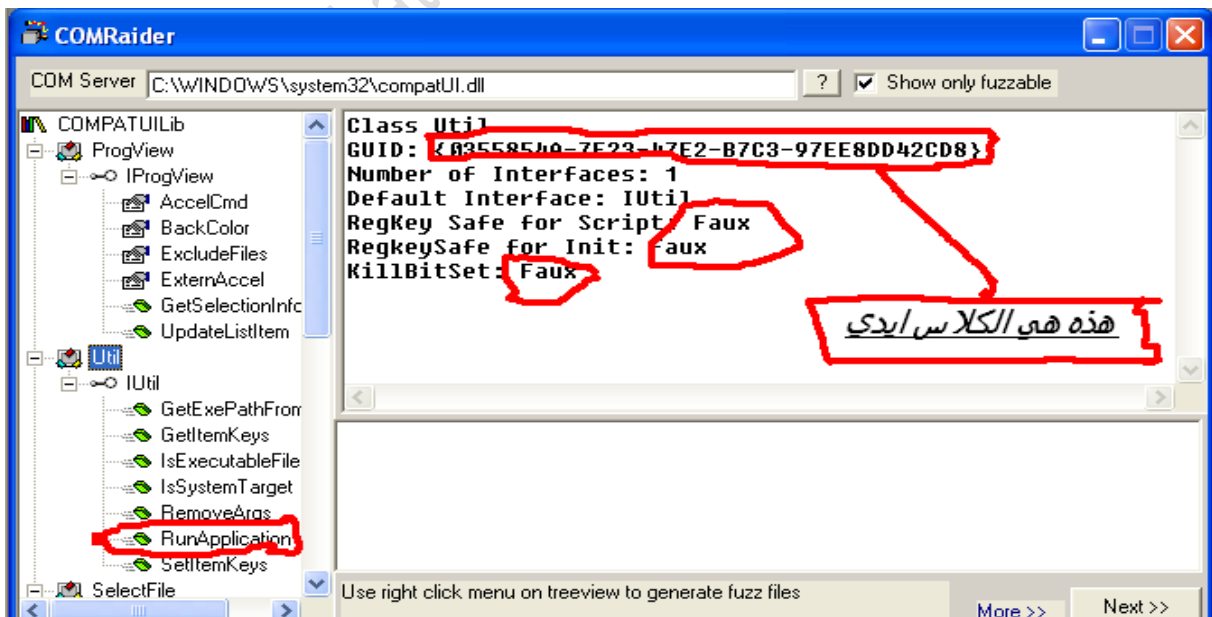 COMRaider
COM Server C:\WINDOWS\system32\compatUI.dll ? Show only fuzzable
COMPATUILib
ProgView
IProgView
AccelCmd
BackColor
ExcludeFiles
ExternAccel
GetSelectionInfc
UpdateListItem
Util
IUtil
GetExePathFrom
GetItemKeys
IsExecutableFile
IsSystemTarget
RemoveArgs
RunApplication
SetItemKeys
SelectFile
Class Util
GUID: {0355854A-7F23-47E2-B7C3-97EE8DD42CD8}
Number of Interfaces: 1
Default Interface: IUtil
RegKey Safe for Script: Faux
RegkeySafe for Init: Faux
KillBitSet: Faux
هذه هي الكلاس ايدي
Use right click menu on treeview to generate fuzz files
More >> Next >>